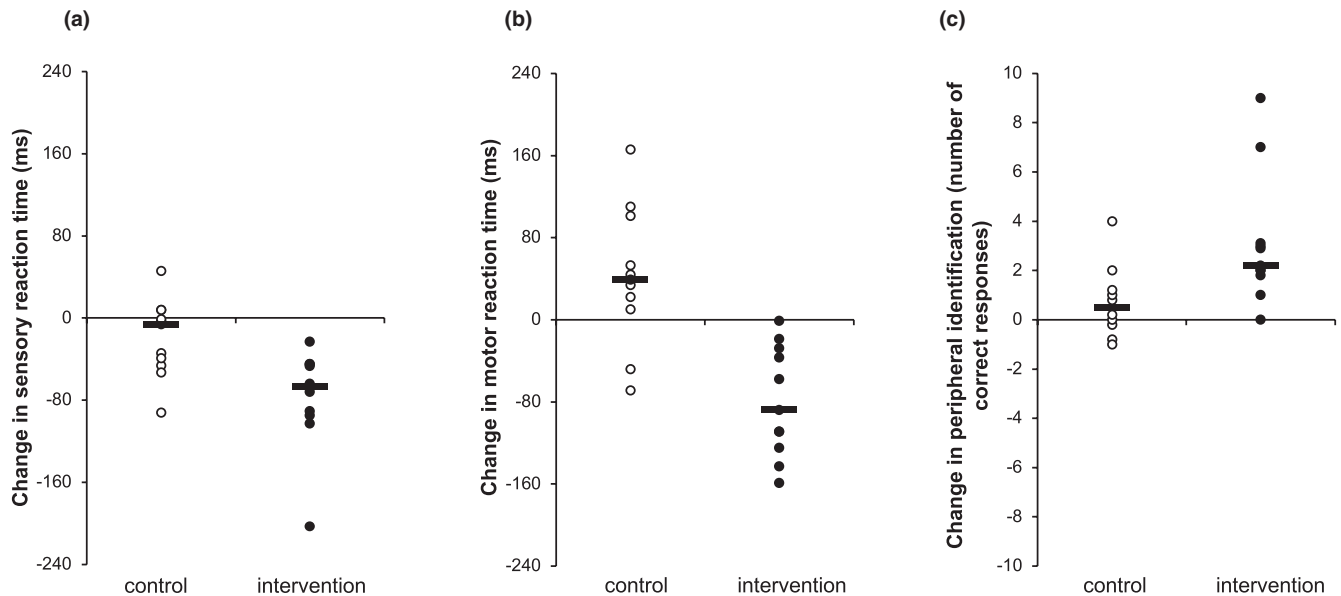 (a)
Change in sensory reaction time (ms)
240
160
80
0
-80
-160
-240
control
intervention
(b)
Change in motor reaction time (ms)
240
160
80
0
-80
-160
-240
control
intervention
(c)
Change in peripheral identification (number of
correct responses)
10
8
6
4
2
0
-2
-4
-6
-8
-10
control
intervention